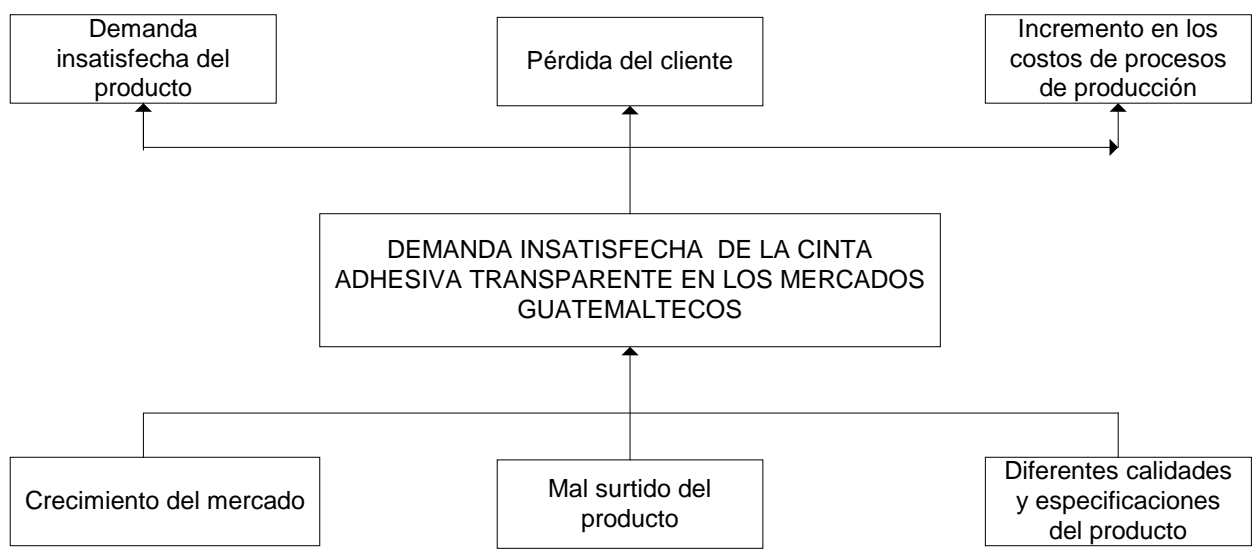 Demanda
insatisfecha del
producto
Pérdida del cliente
Incremento en los
costos de procesos
de producción
DEMANDA INSATISFECHA  DE LA CINTA
ADHESIVA TRANSPARENTE EN LOS MERCADOS
GUATEMALTECOS
Crecimiento del mercado
Mal surtido del
producto
Diferentes calidades
y especificaciones
del producto